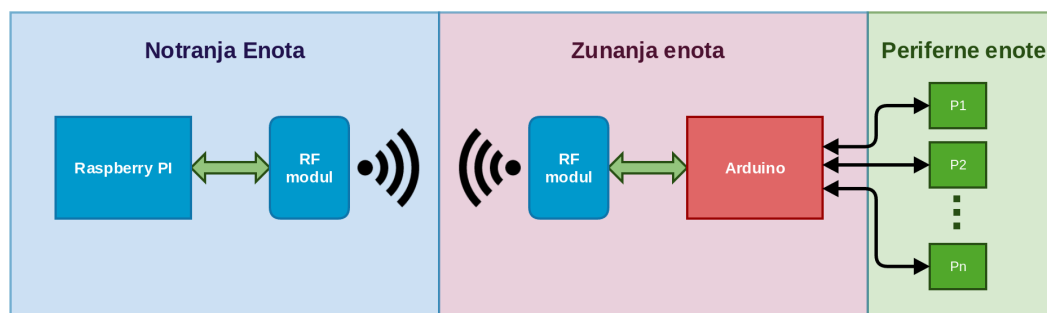 Notranja Enota
Zunanja enota
Periferne enote
Raspberry PI
RF
modul
RF
modul
Arduino
P1
P2
Pn